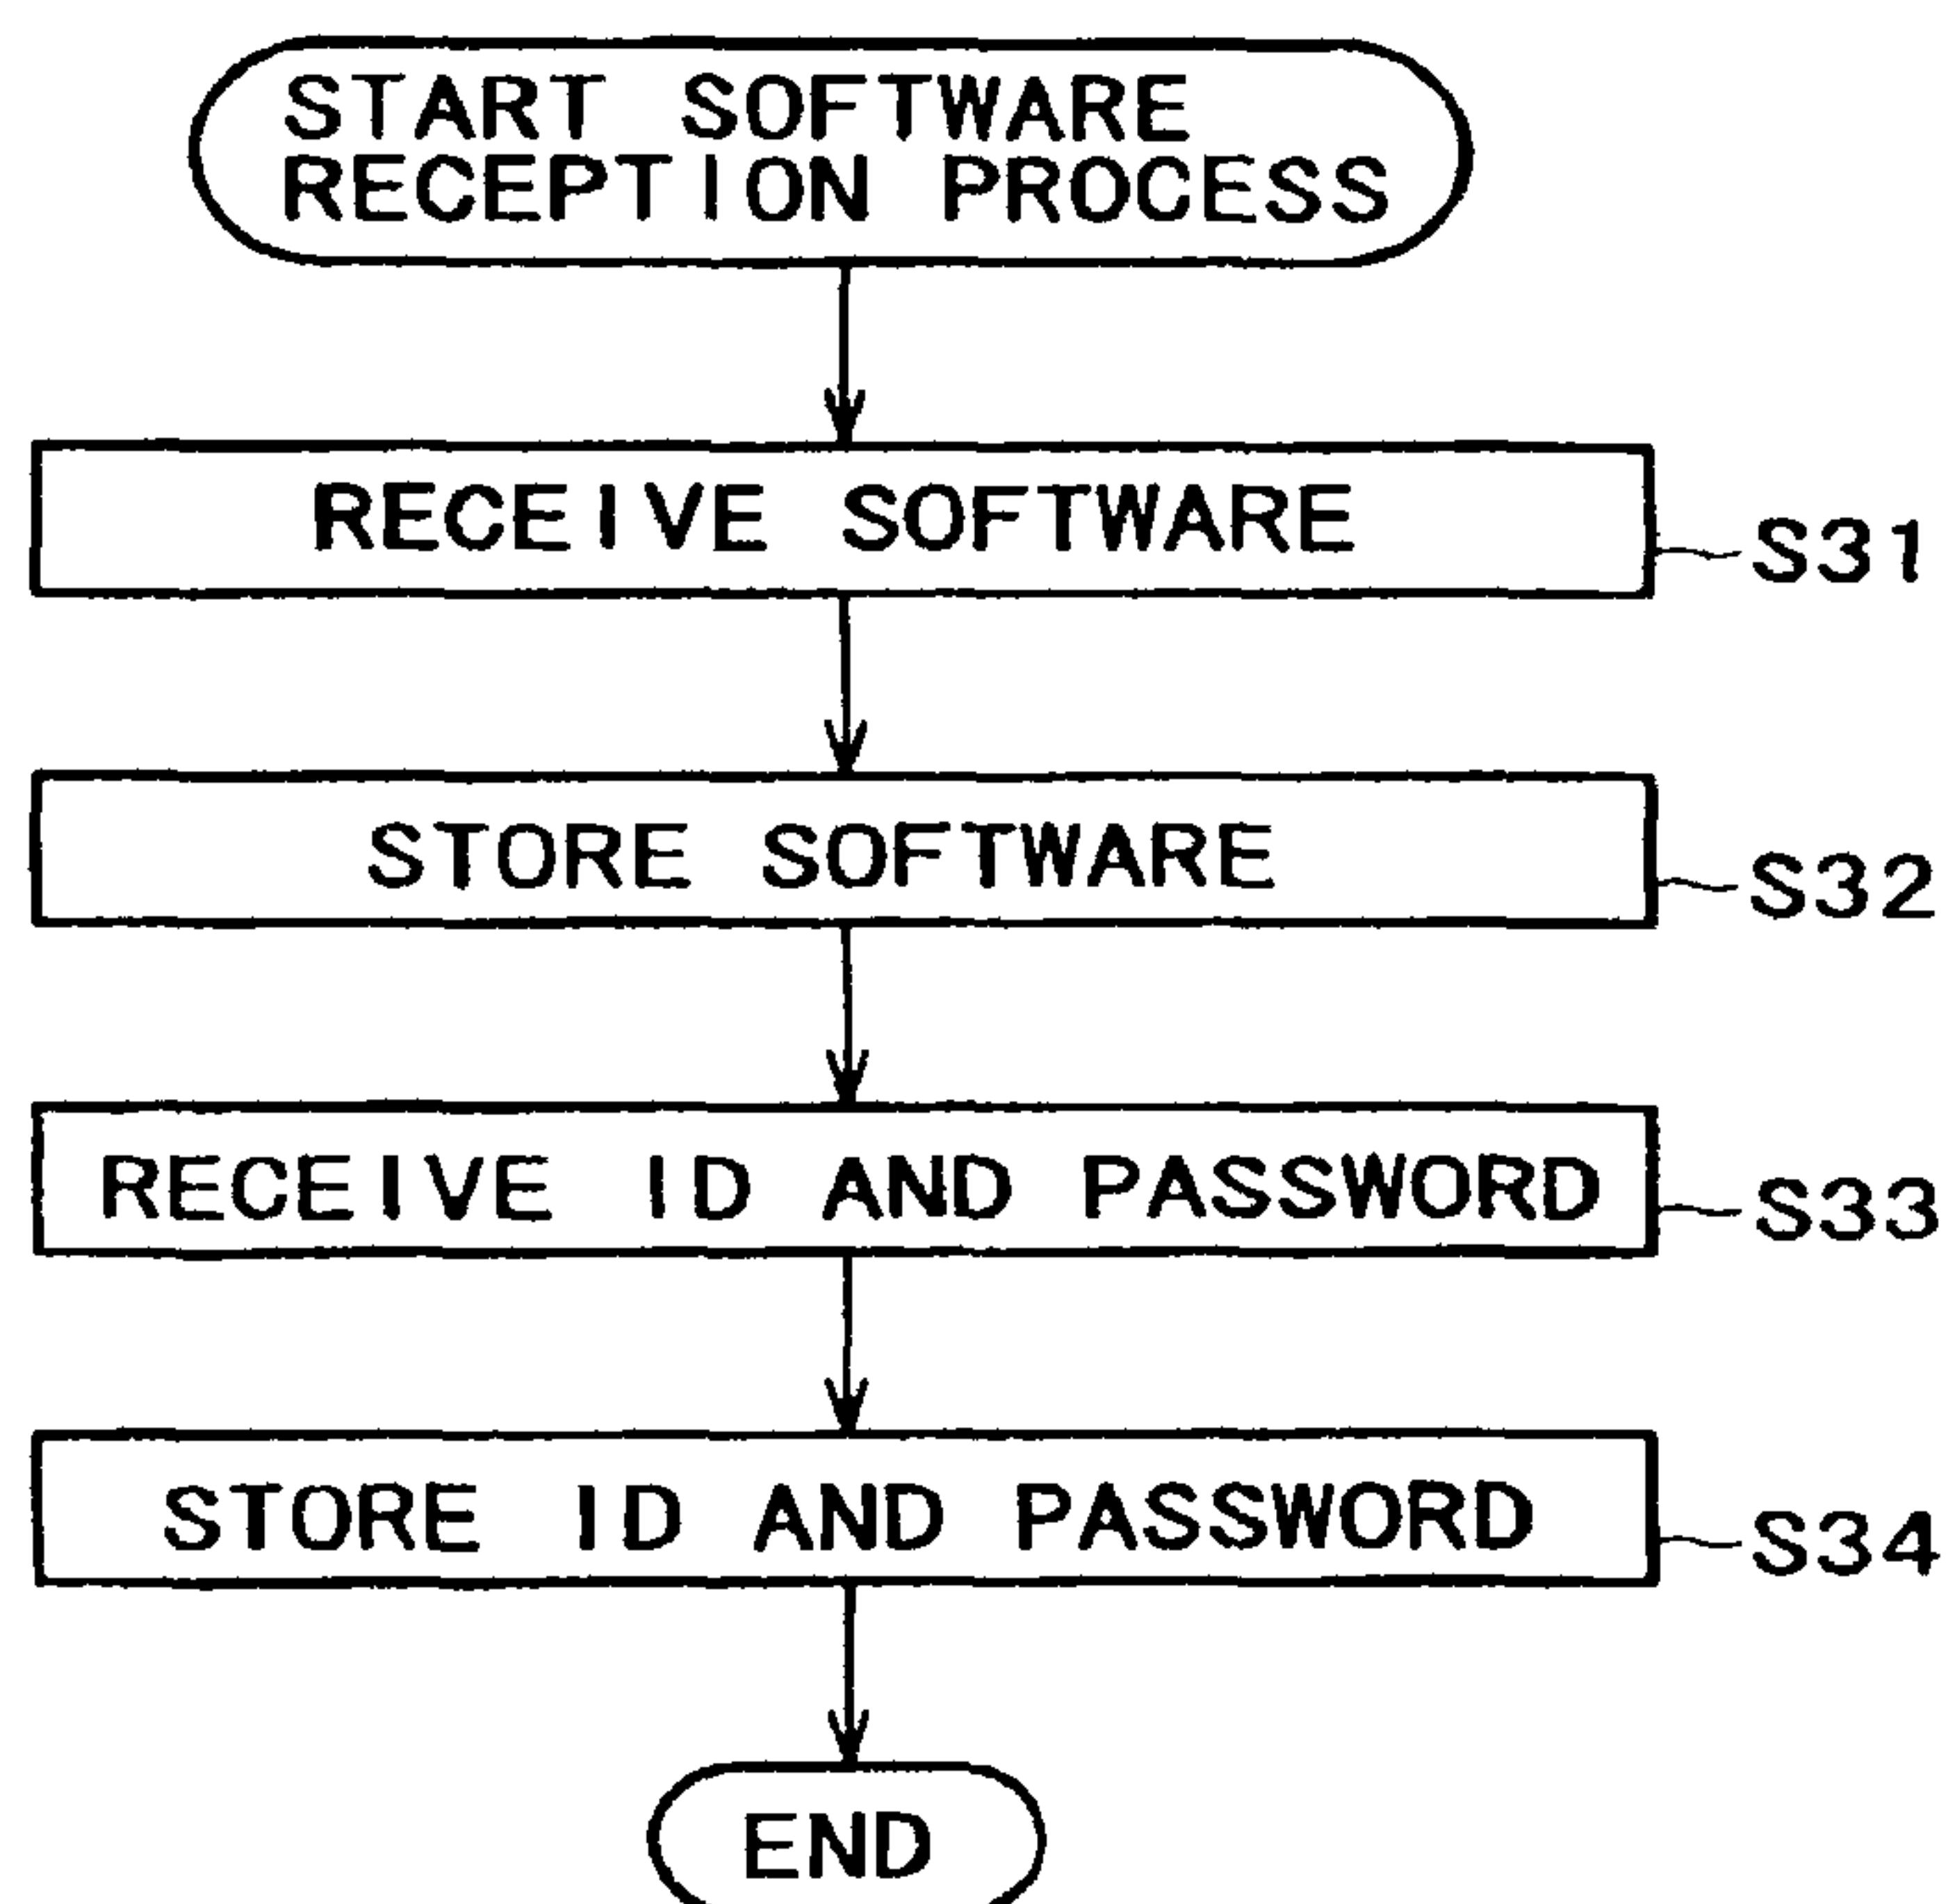 START SOFTWARE
RECEPTION PROCESS
RECEIVE SOFTWARE
S31
STORE SOFTWARE
S32
RECEIVE ID AND PASSWORD
S33
STORE ID AND PASSWORD
S34
END